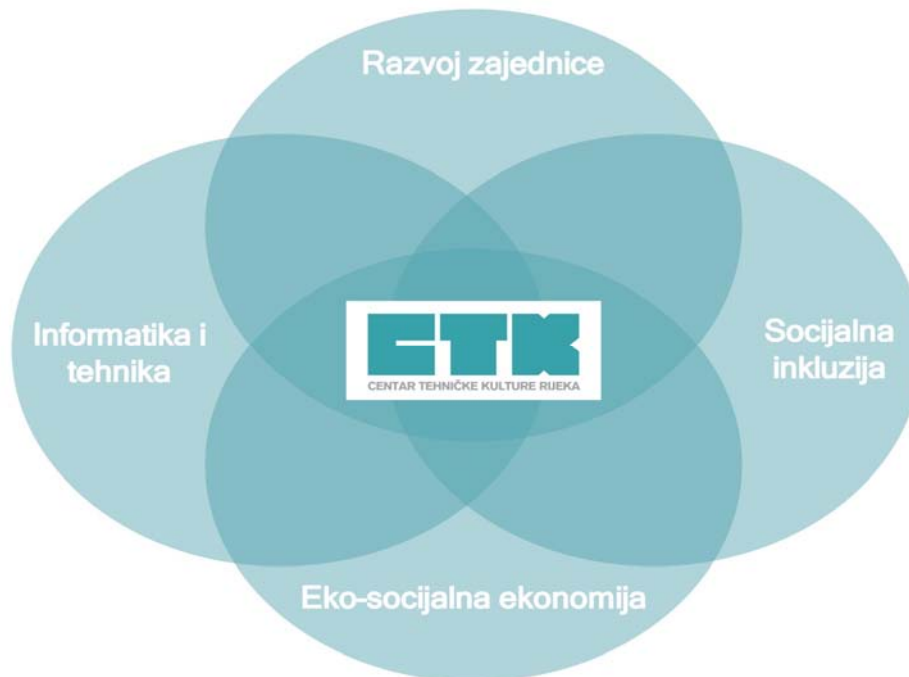 Razvoj zajednice
Informatika i
tehnika
CTK
CENTAR TEHNIČKE KULTURE RIJEKA
Socijalna
inkluzija
Eko-socijalna ekonomija